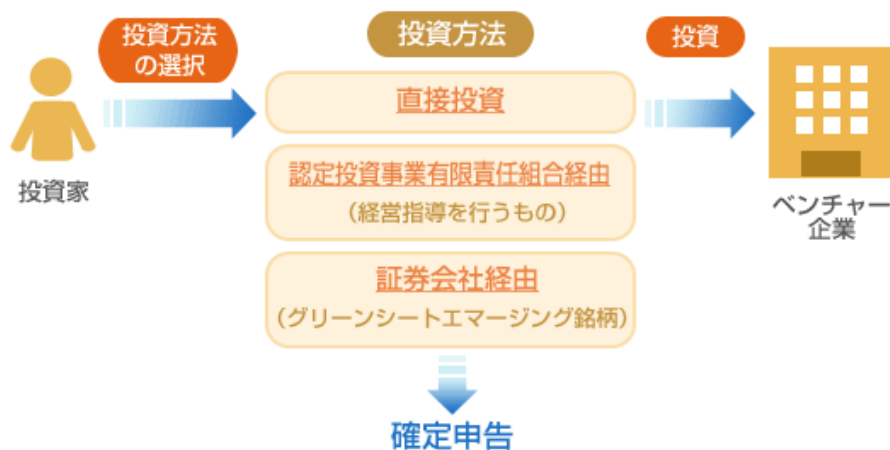 投資方法
の選択
投資方法
投資
投資家
直接投資
認定投資事業有限責任組合経由
（経営指導を行うもの）
証券会社経由
（グリーンシートエマージング銘柄）
ベンチャー
企業
確定申告